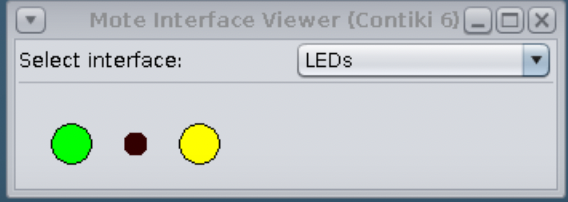 Mote Interface Viewer (Contiki 6)
Select interface:
LEDs